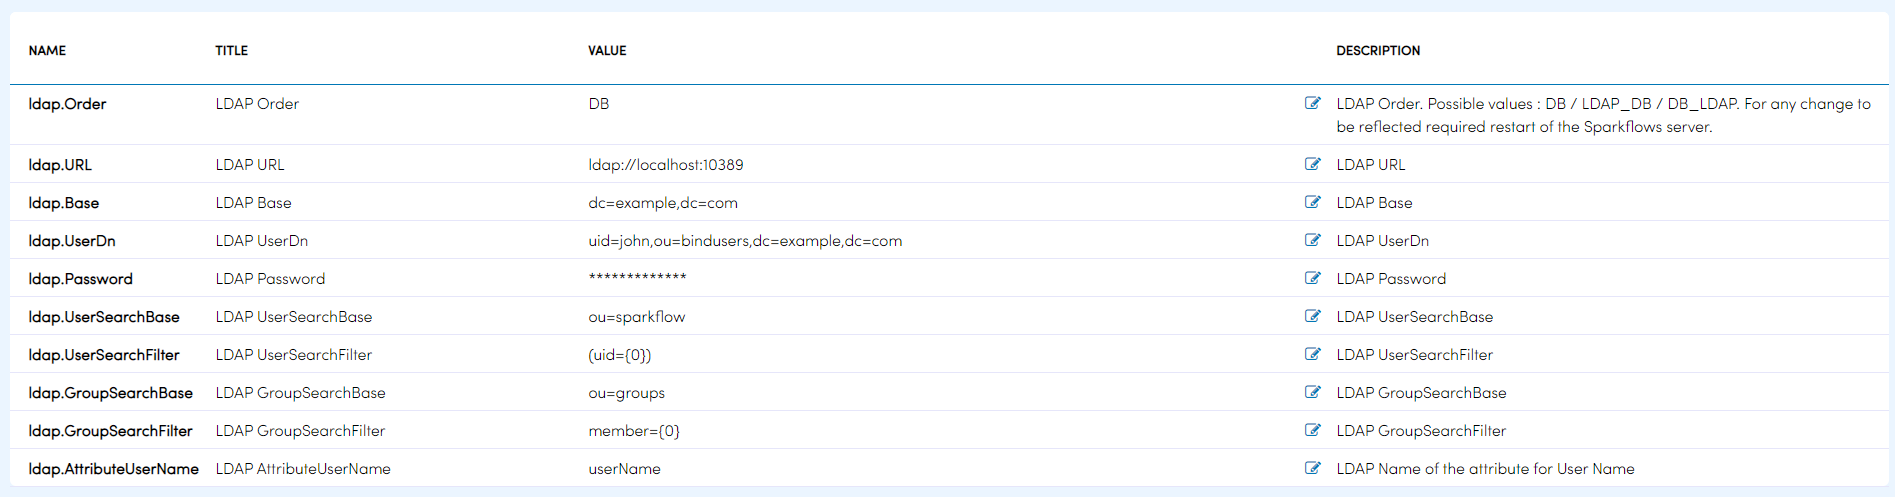 NAME TITLE VALUE DESCRIPTION
ldap.Order LDAP Order DB LDAP Order. Possible values : DB / LDAP_DB / DB_LDAP. For any change to
be reflected required restart of the Sparkflows server.
ldap.URL LDAP URL ldap://localhost:10389 LDAP URL
ldap.Base LDAP Base dc=example,dc=com LDAP Base
ldap.UserDn LDAP UserDn uid=john,ou=bindusers,dc=example,dc=com LDAP UserDn
ldap.Password LDAP Password ************* LDAP Password
ldap.UserSearchBase LDAP UserSearchBase ou=sparkflow LDAP UserSearchBase
ldap.UserSearchFilter LDAP UserSearchFilter (uid={0}) LDAP UserSearchFilter
ldap.GroupSearchBase LDAP GroupSearchBase ou=groups LDAP GroupSearchBase
ldap.GroupSearchFilter LDAP GroupSearchFilter member={0} LDAP GroupSearchFilter
ldap.AttributeUserName LDAP AttributeUserName userName LDAP Name of the attribute for User Name